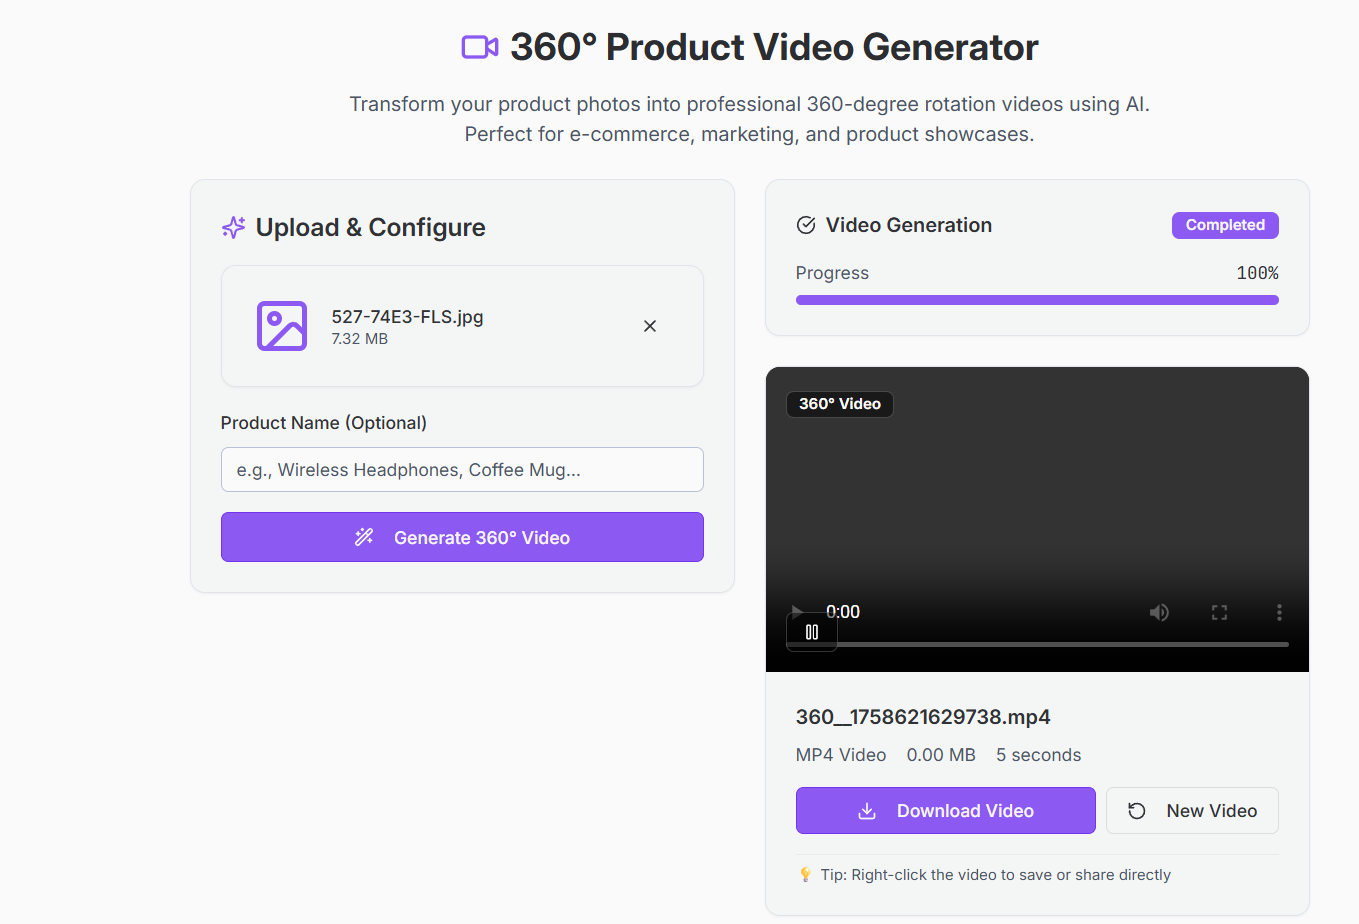 360° Product Video Generator
Transform your product photos into professional 360-degree rotation videos using AI.
Perfect for e-commerce, marketing, and product showcases.
Upload & Configure
527-74E3-FLS.jpg
7.32 MB
Product Name (Optional)
e.g., Wireless Headphones, Coffee Mug...
Generate 360° Video
Video Generation
Completed
Progress
100%
360° Video
0:00
360__1758621629738.mp4
MP4 Video 0.00 MB 5 seconds
Download Video
New Video
Tip: Right-click the video to save or share directly